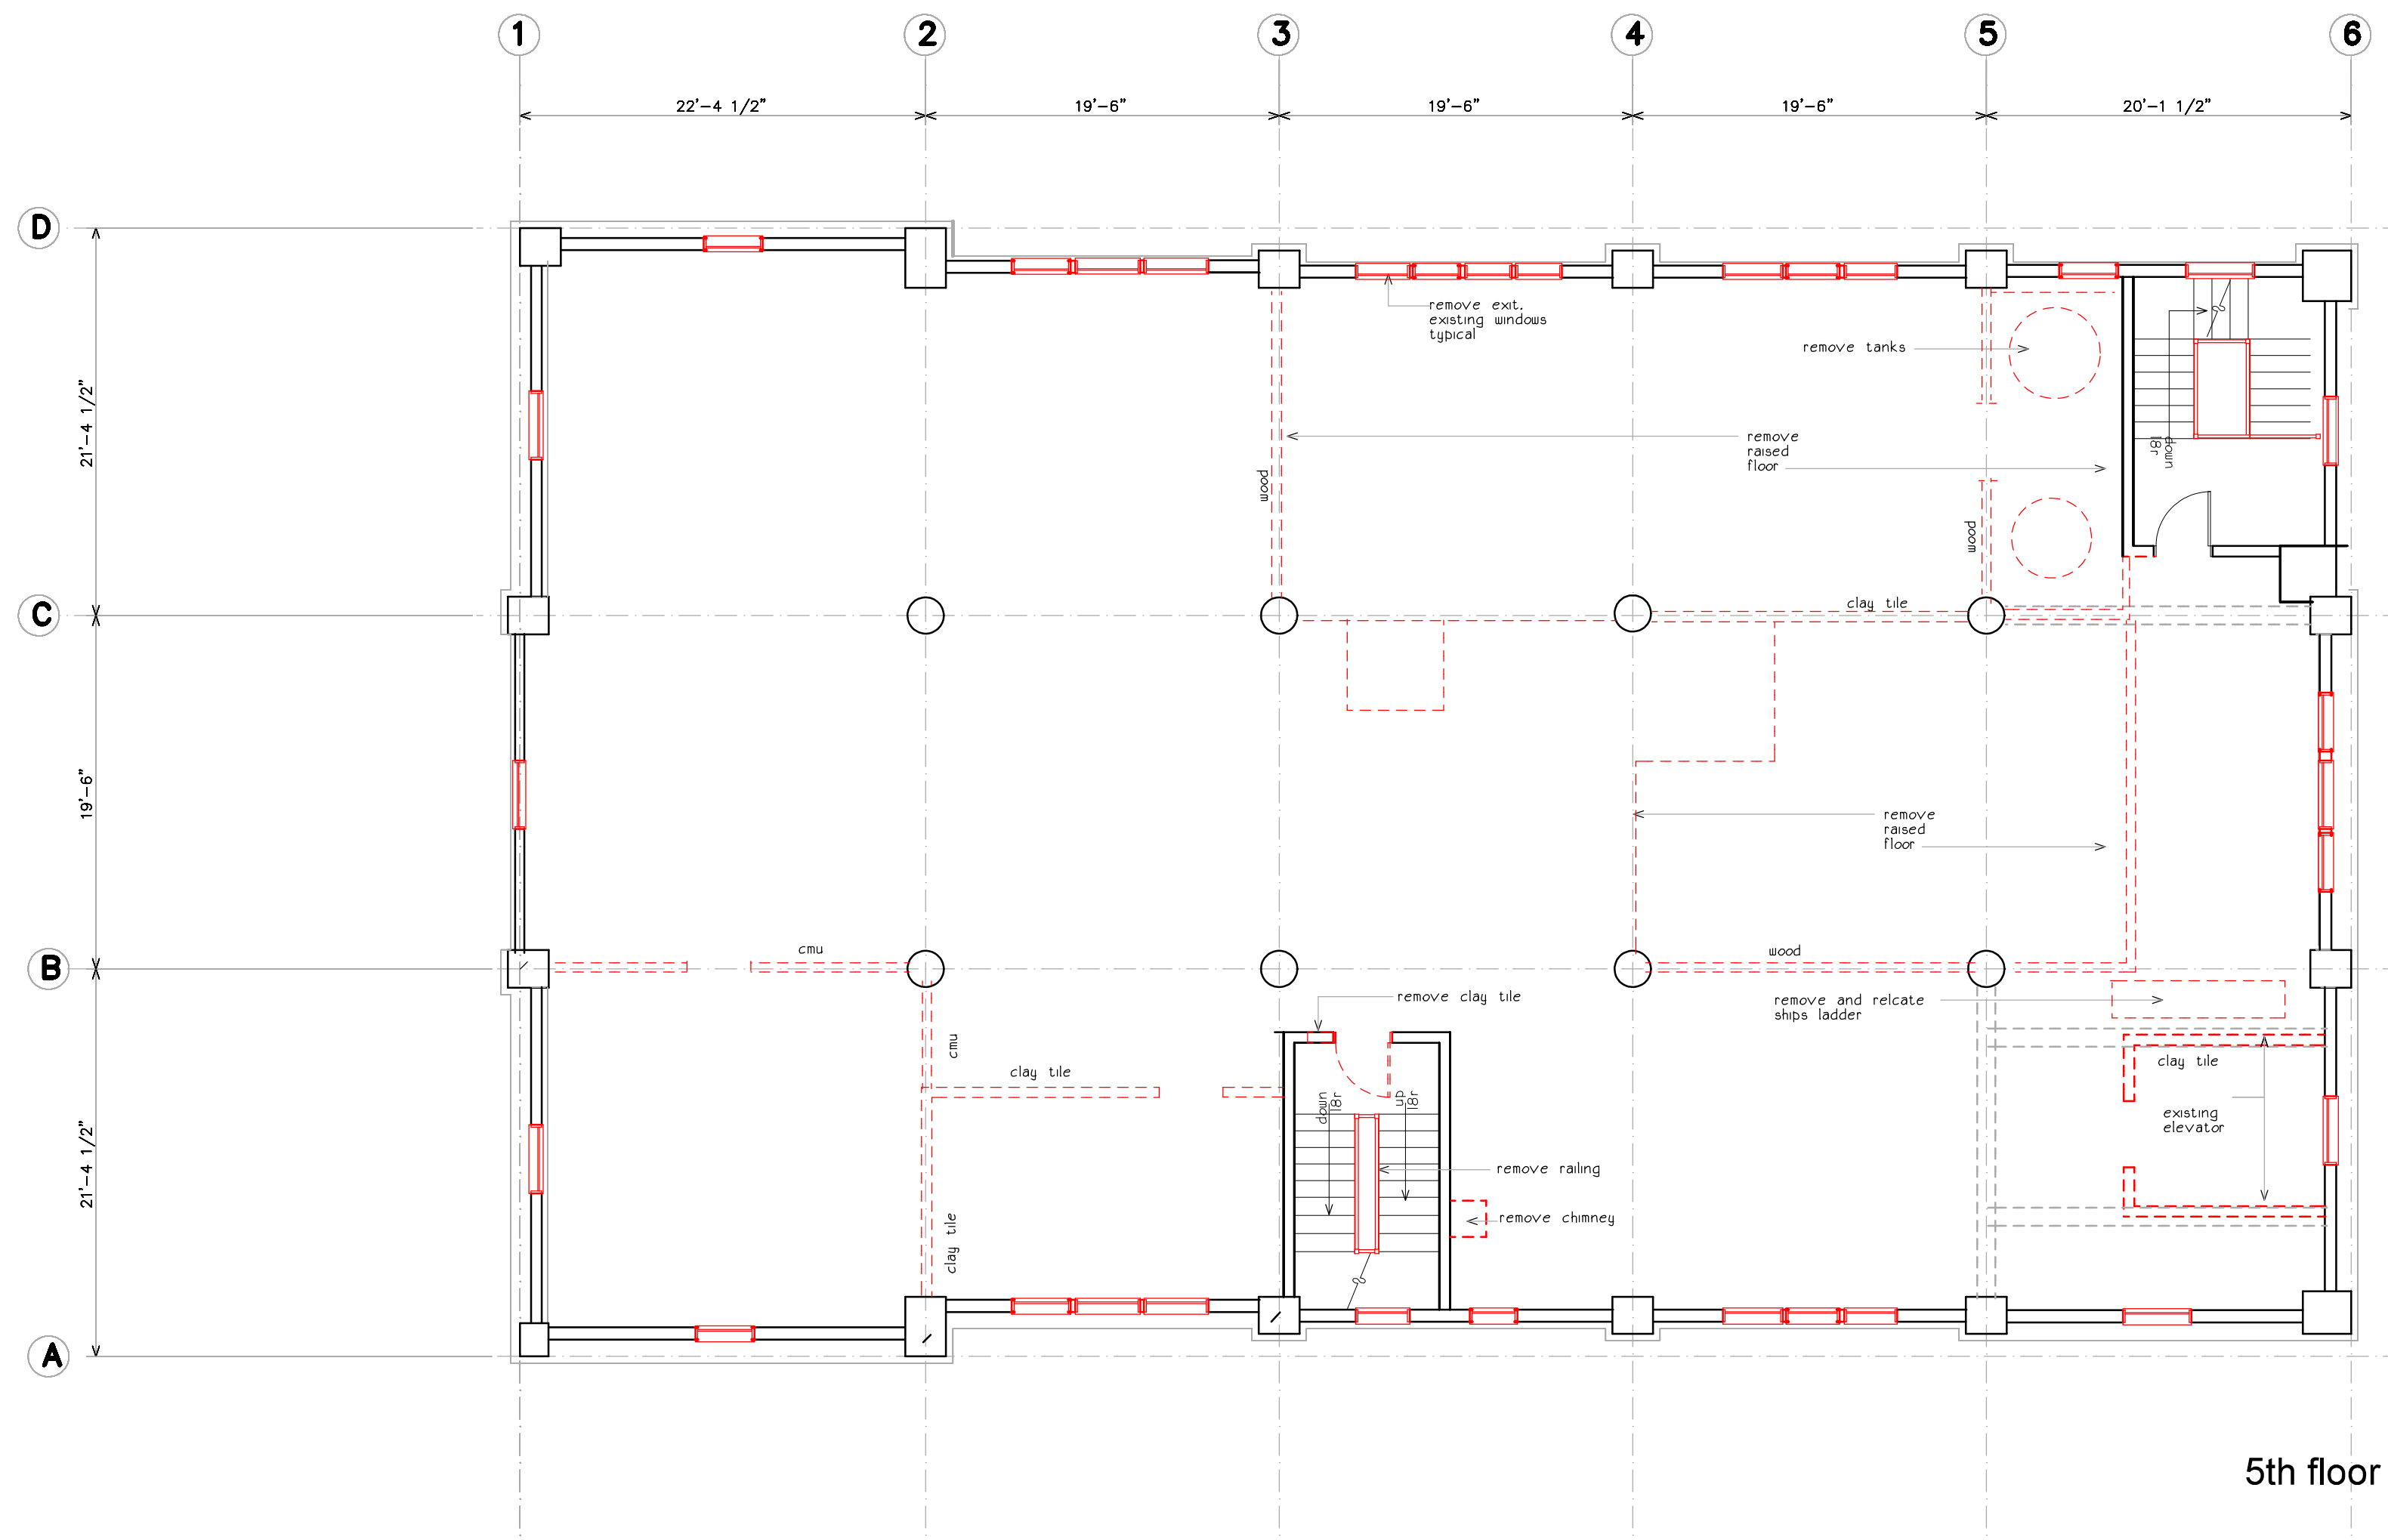 1 2 3 4 5 6
22'-4 1/2" 19'-6" 19'-6" 19'-6" 20'-1 1/2"
D
remove exit.
existing windows
typical
remove tanks
21'-4 1/2"
remove
raised
floor
down
18r
wood
wood
C
clay tile
19'-6"
remove
raised
floor
cmu
wood
B
remove clay tile
remove and relcate
ships ladder
cmu
clay tile
clay tile
down
18r
up
18r
existing
elevator
21'-4 1/2"
remove railing
remove chimney
clay tile
A
5th floor